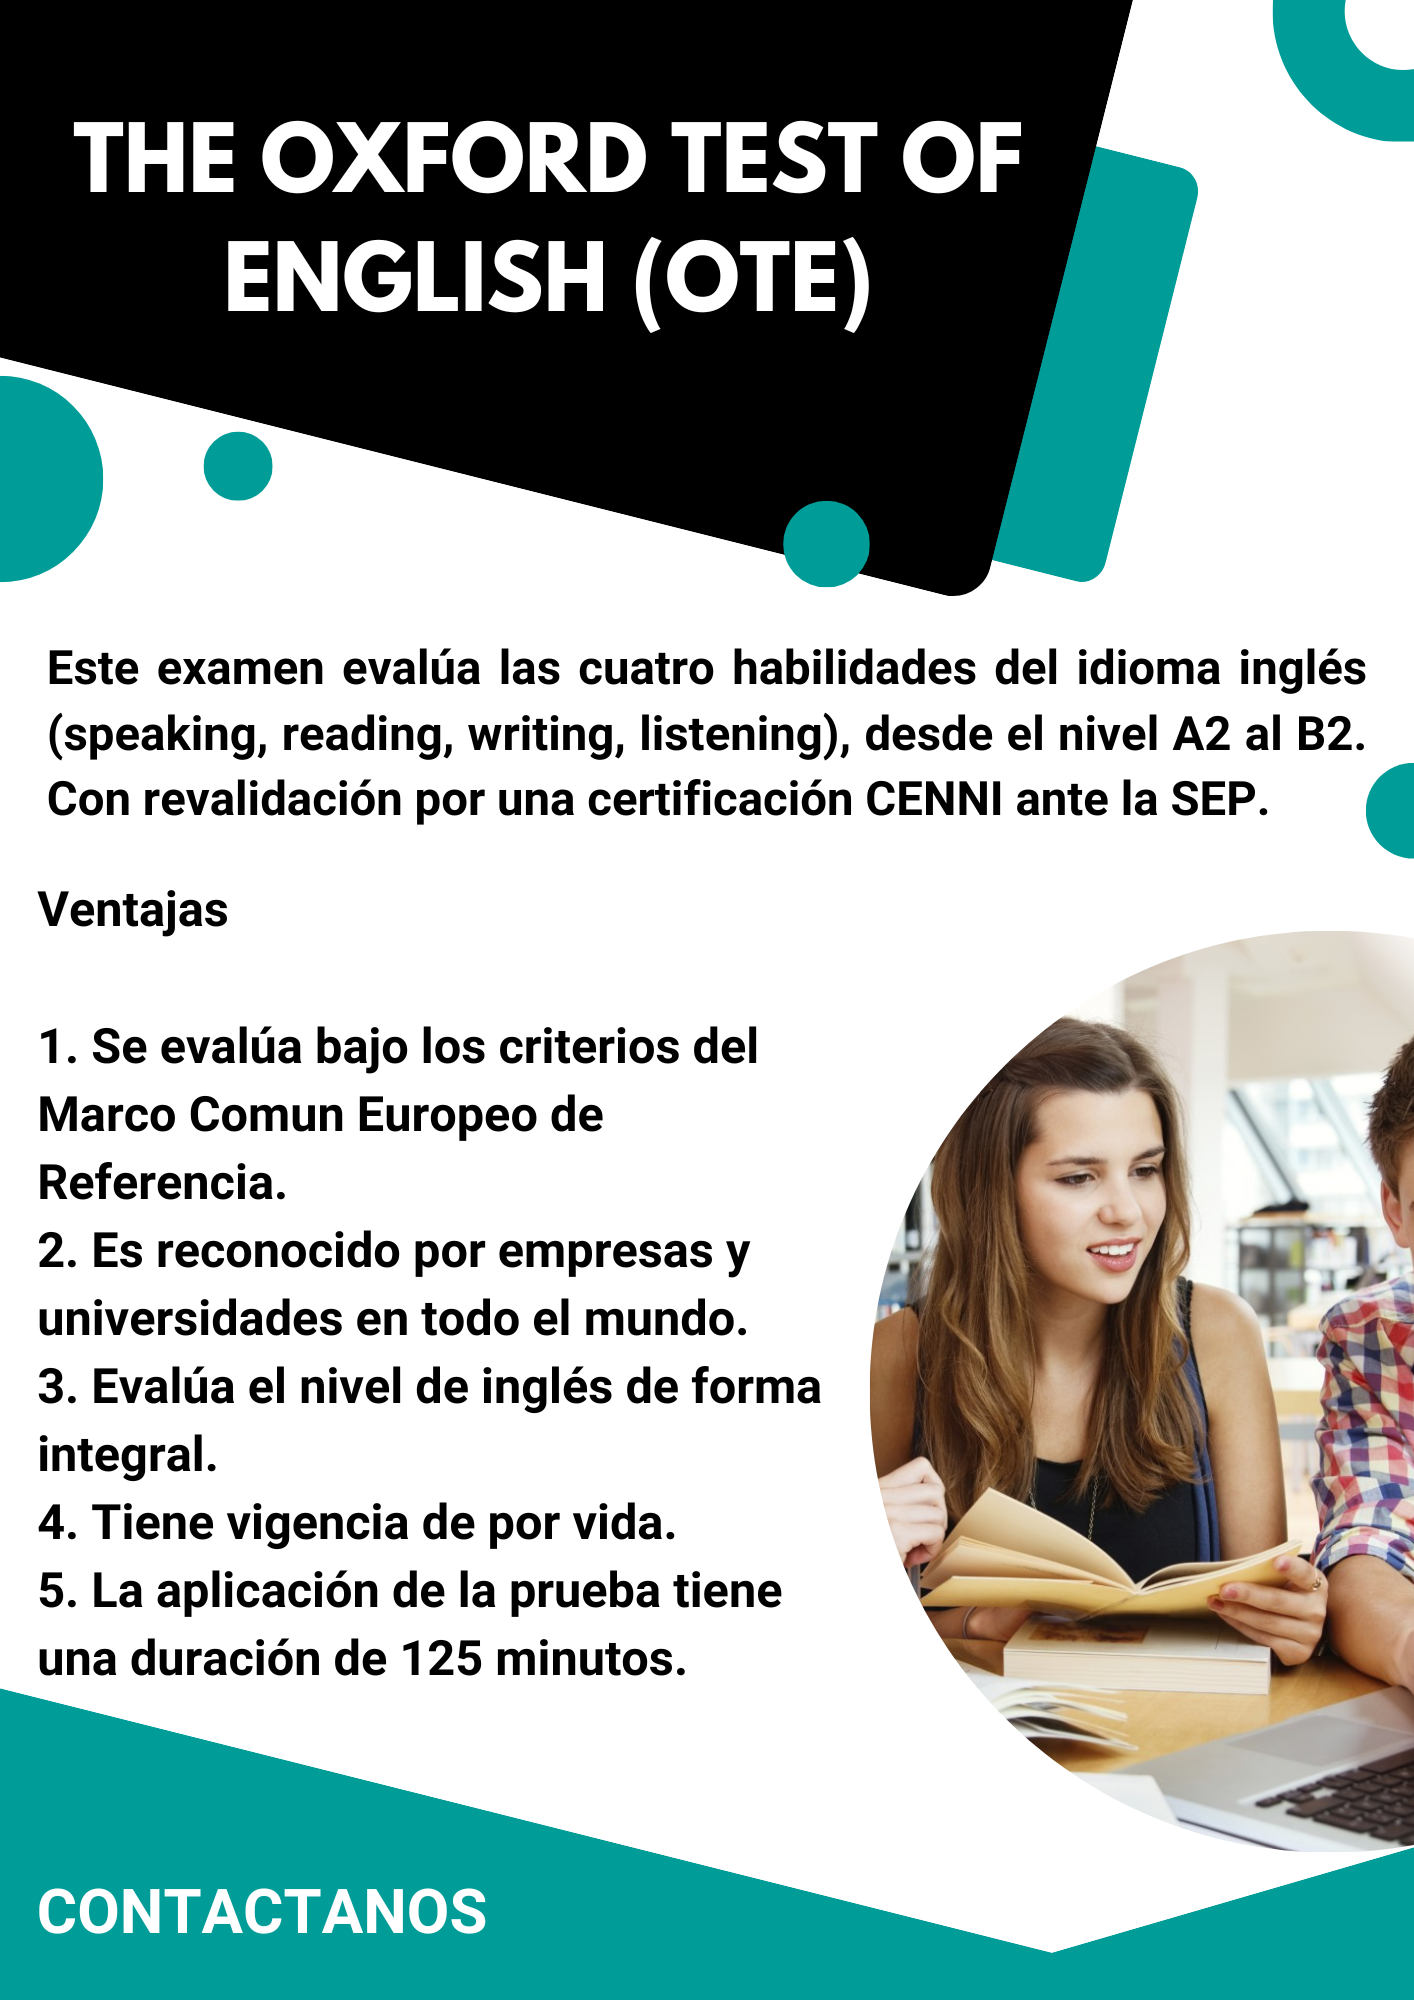 THE OXFORD TEST OF
ENGLISH (OTE)
Este examen evalúa las cuatro habilidades del idioma inglés
(speaking, reading, writing, listening), desde el nivel A2 al B2.
Con revalidación por una certificación CENNI ante la SEP.
Ventajas
1. Se evalúa bajo los criterios del
Marco Comun Europeo de
Referencia.
2. Es reconocido por empresas y
universidades en todo el mundo.
3. Evalúa el nivel de inglés de forma
integral.
4. Tiene vigencia de por vida.
5. La aplicación de la prueba tiene
una duración de 125 minutos.
CONTACTANOS